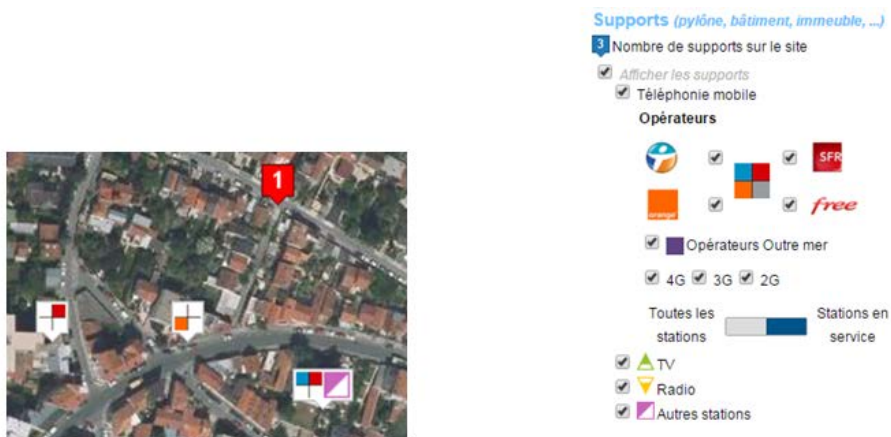 1
Supports (pylône, bâtiment, immeuble, ...)
3 Nombre de supports sur le site
Afficher les supports
Téléphonie mobile
Opérateurs
SFR
orange
free
Opérateurs Outre mer
4G 3G 2G
Toutes les stations
Stations en service
TV
Radio
Autres stations